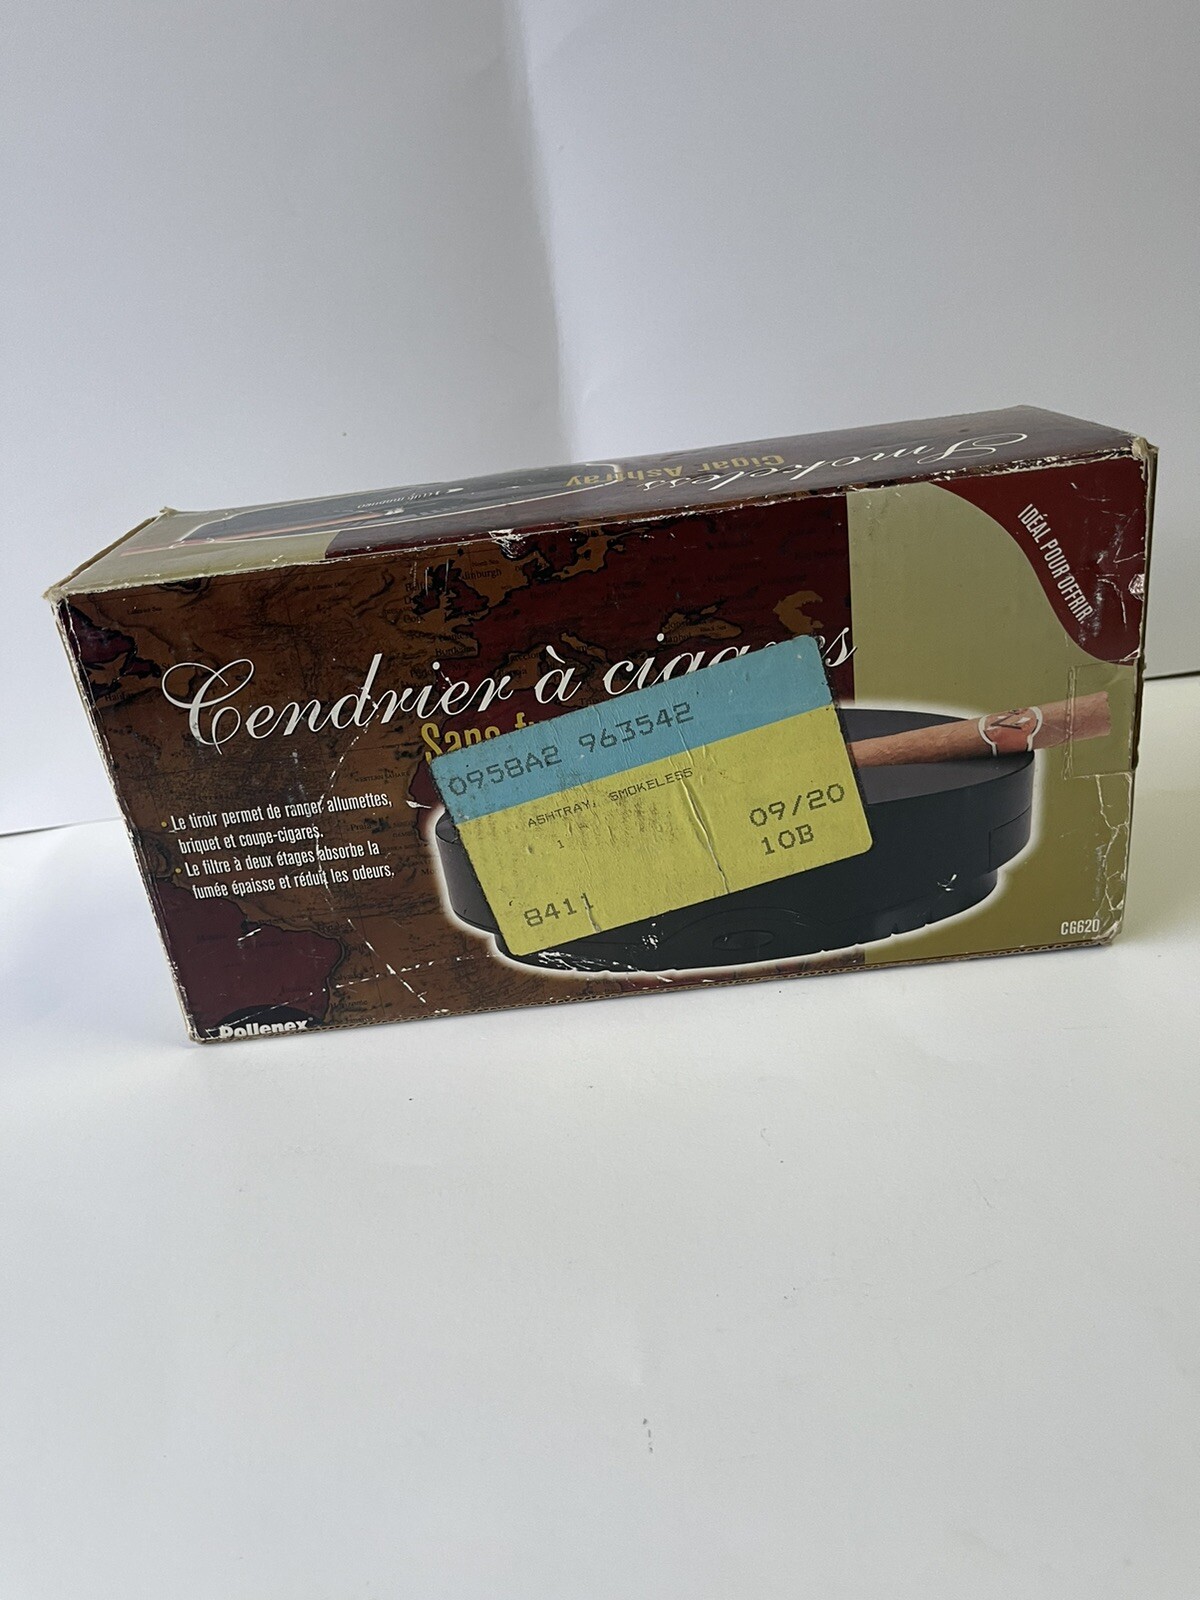 Smokeless
Cigar Ashtray
IDÉAL POUR OFFRIR
Cendrier à
Sans
0958A2 963542
ASHTRAY, SMOKELESS
1
09/20
10B
8411
• Le tiroir permet de ranger allumettes,
briquet et coupe-cigares.
• Le filtre à deux étages absorbe la
fumée épaisse et réduit les odeurs.
CG620
Pollenex®